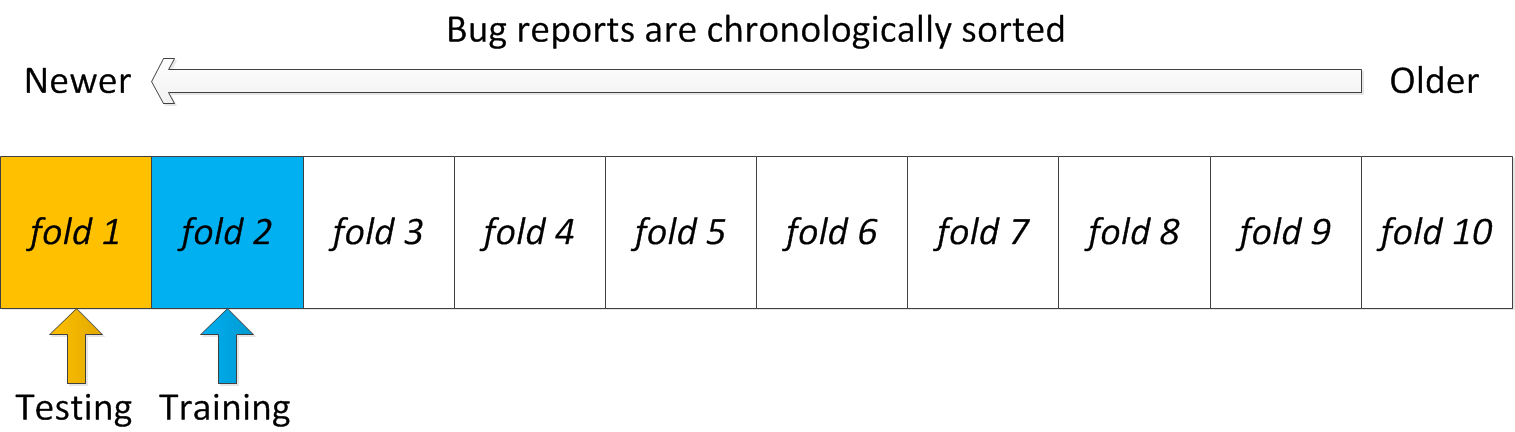 Bug reports are chronologically sorted
Newer
Older
fold 1
fold 2
fold 3
fold 4
fold 5
fold 6
fold 7
fold 8
fold 9
fold 10
Testing
Training